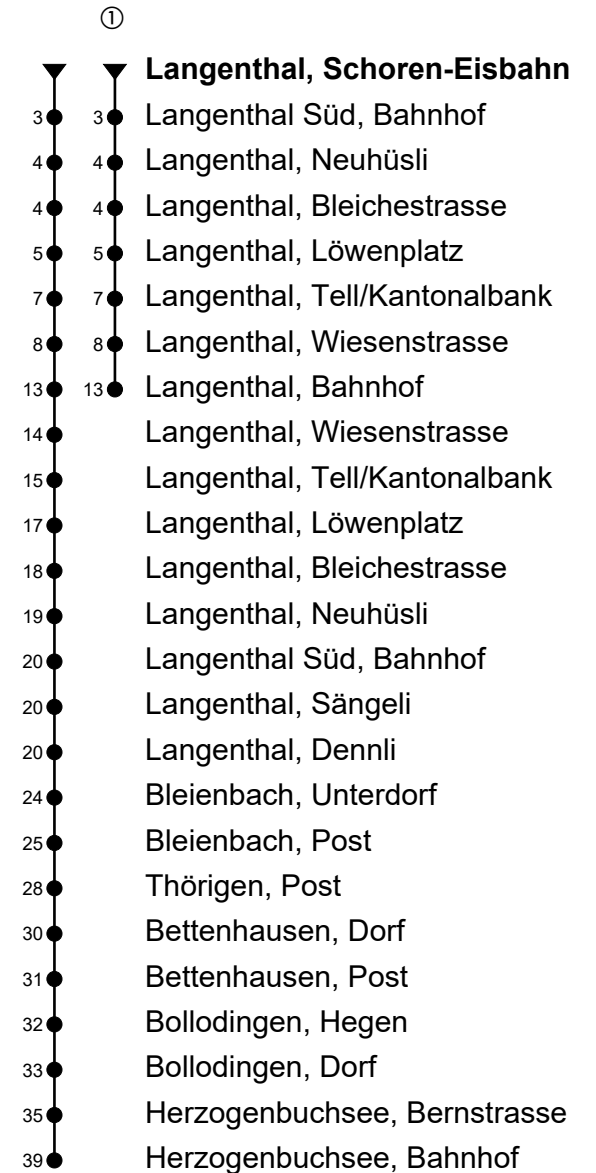 ①
Langenthal, Schoren-Eisbahn
3 3 Langenthal Süd, Bahnhof
4 4 Langenthal, Neuhüsli
4 4 Langenthal, Bleichestrasse
5 5 Langenthal, Löwenplatz
7 7 Langenthal, Tell/Kantonalbank
8 8 Langenthal, Wiesenstrasse
13 13 Langenthal, Bahnhof
14 Langenthal, Wiesenstrasse
15 Langenthal, Tell/Kantonalbank
17 Langenthal, Löwenplatz
18 Langenthal, Bleichestrasse
19 Langenthal, Neuhüsli
20 Langenthal Süd, Bahnhof
20 Langenthal, Sängeli
20 Langenthal, Dennli
24 Bleienbach, Unterdorf
25 Bleienbach, Post
28 Thörigen, Post
30 Bettenhausen, Dorf
31 Bettenhausen, Post
32 Bollodingen, Hegen
33 Bollodingen, Dorf
35 Herzogenbuchsee, Bernstrasse
39 Herzogenbuchsee, Bahnhof